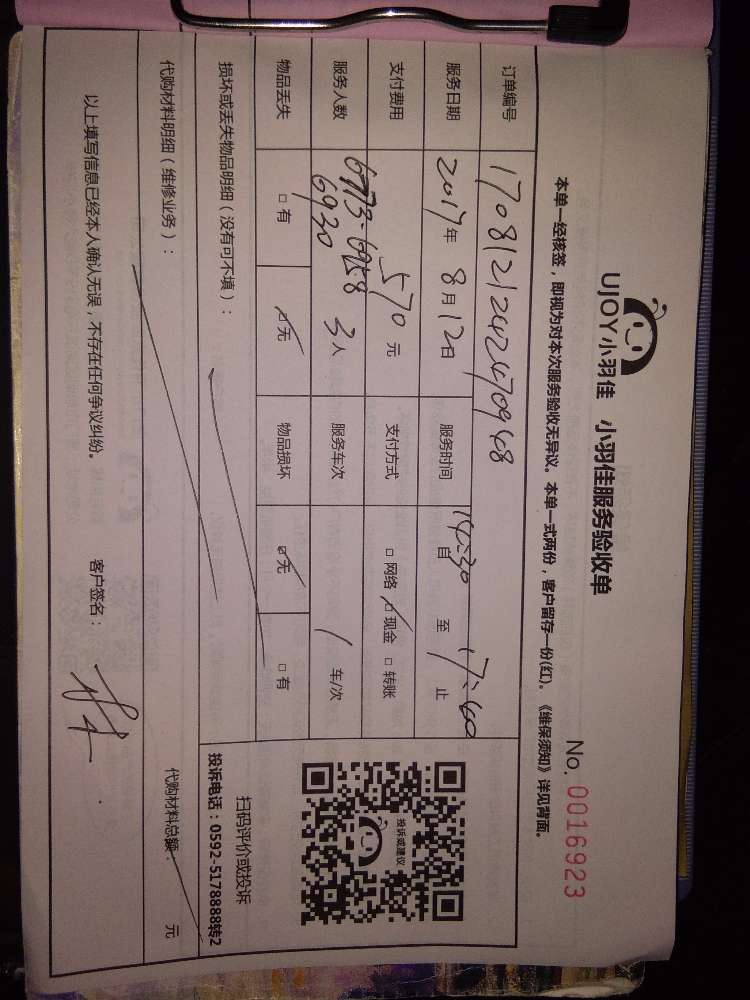 UJOY小羽佳 小羽佳服务验收单
No. 0016923
本单一经核签，即视为对本次服务验收无异议。本单一式两份，客户留存一份(红)。《维保须知》详见背面。
订单编号 17081212424709468
服务日期 2017年8月12日 服务时间 14:30 自 至 17:40 止
支付费用 570元 支付方式 □网络 ☑现金 □转账
服务人数 6773-6958 6930 3人 服务车次 1 车/次
物品丢失 □有 ☑无 物品损坏 ☑无 □有
投诉或建议
扫码评价或投诉
损坏或丢失物品明细（没有可不填）：
投诉电话：0592-5178888转2
代购材料明细（维修业务）： 代购材料总额： 元
以上填写信息已经本人确认无误，不存在任何争议纠纷。 客户签名：